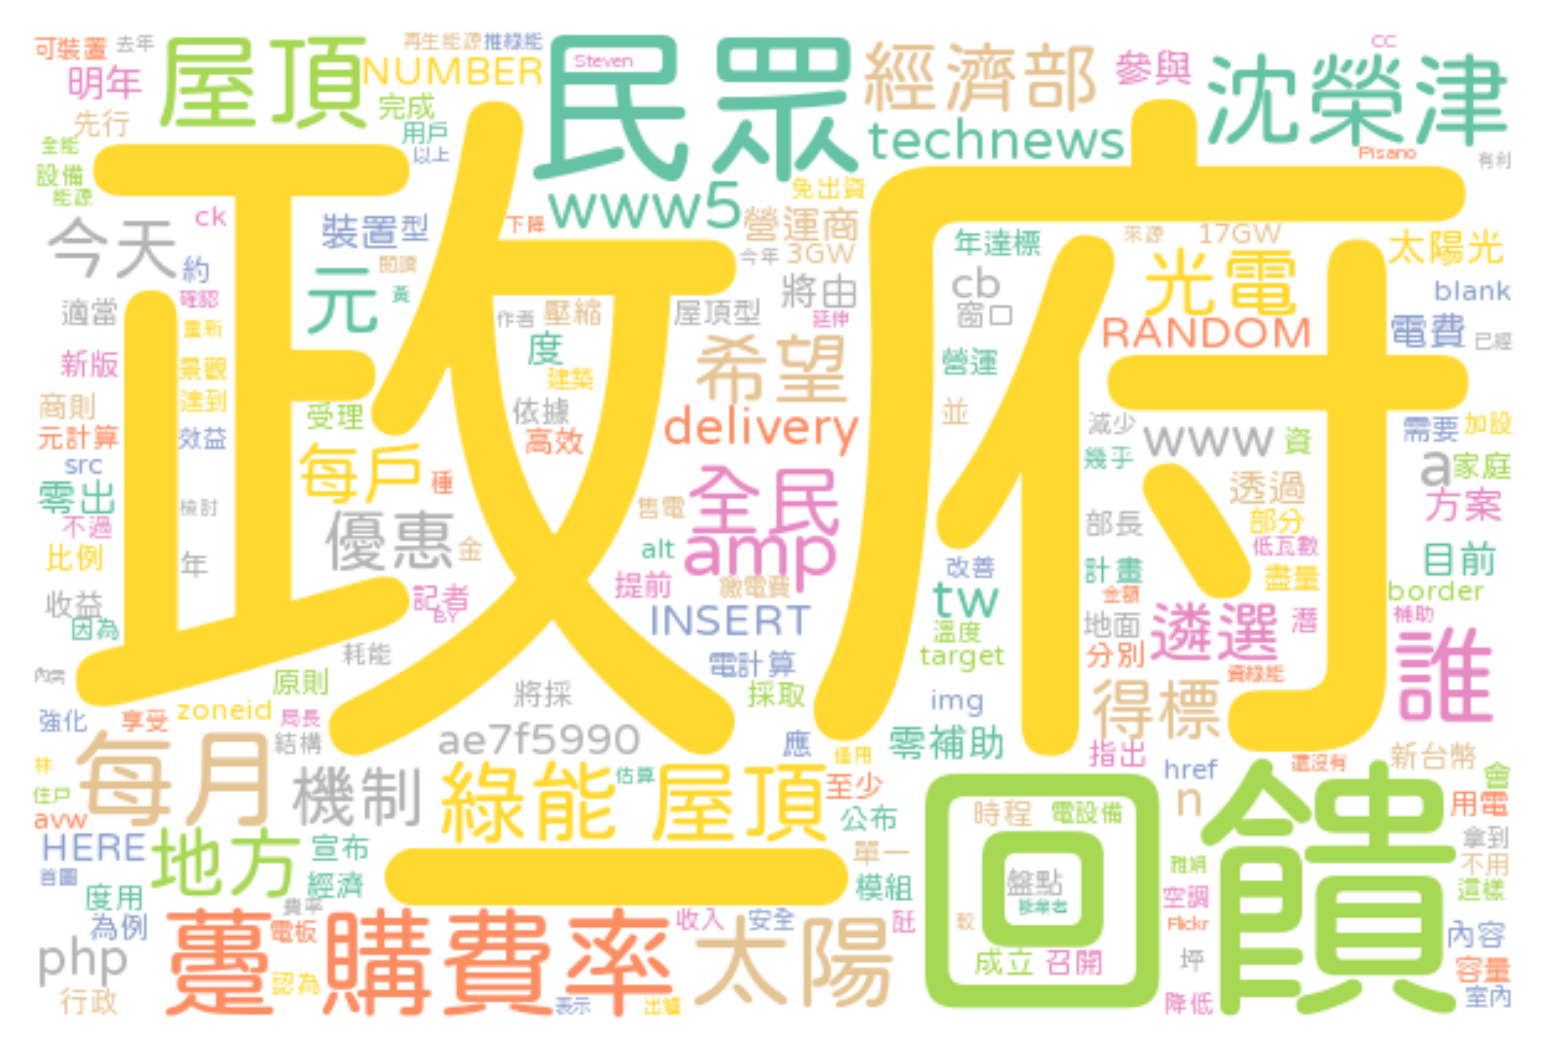 可裝置 去年 屋頂 再生能源 推綠能 民眾 Steven 經濟部 參與 cc 沈榮津
明年 NUMBER
先行 完成 technews
全能 用戶 以上 Pisano 有利
設備 政府
能源 www5 免出資
今天 ck 裝置型 下降 營運商 年達標 來源 17GW 太陽光
約 閱讀 今年 3GW
元 黃 將由 cb 光電 blank
適當 確認 作者 壓縮 屋頂型 延伸 窗口 RANDOM 電費 已經
重新
新版 景觀 度 建築 希望 營運
商則 達到 受理 依據 delivery 並 減少 需要 加設
元計算 效益 高效 www 資
src 每戶 種 全民 幾乎 a 家庭
零出 檢討 售電 透過 方案
不過 優惠 金 部長 部分
比例 年 alt amp 改善 計畫 低瓦數 盡量 目前
收益 記者 提前 繳電費 tw 金額 border
因為 BY INSERT 溫度 地面 遴選 潛 補助
耗能 電計算 target 分別 誰
原則 將採 採取 img 資綠能 得標
強化 享受 zoneid 局長 結構 ae7f5990 應 零補助 指出
林 每月 機制 綠能 估算 屋頂 僅用 至少 href 還沒有 新台幣 會
住戶 n 回饋 用電
avw 公布 時程 電設備
HERE 地方 宣布 一 單一 拿到
首圖 經濟 模組 盤點 雅娟 不用
度用 費率 能業者 空調 這樣
為例 躉購費率 電板 收入 安全 太陽 瓩 較 Flickr 內容
php 認為 成立 召開 坪 容量
行政 表示 出爐 降低 室內